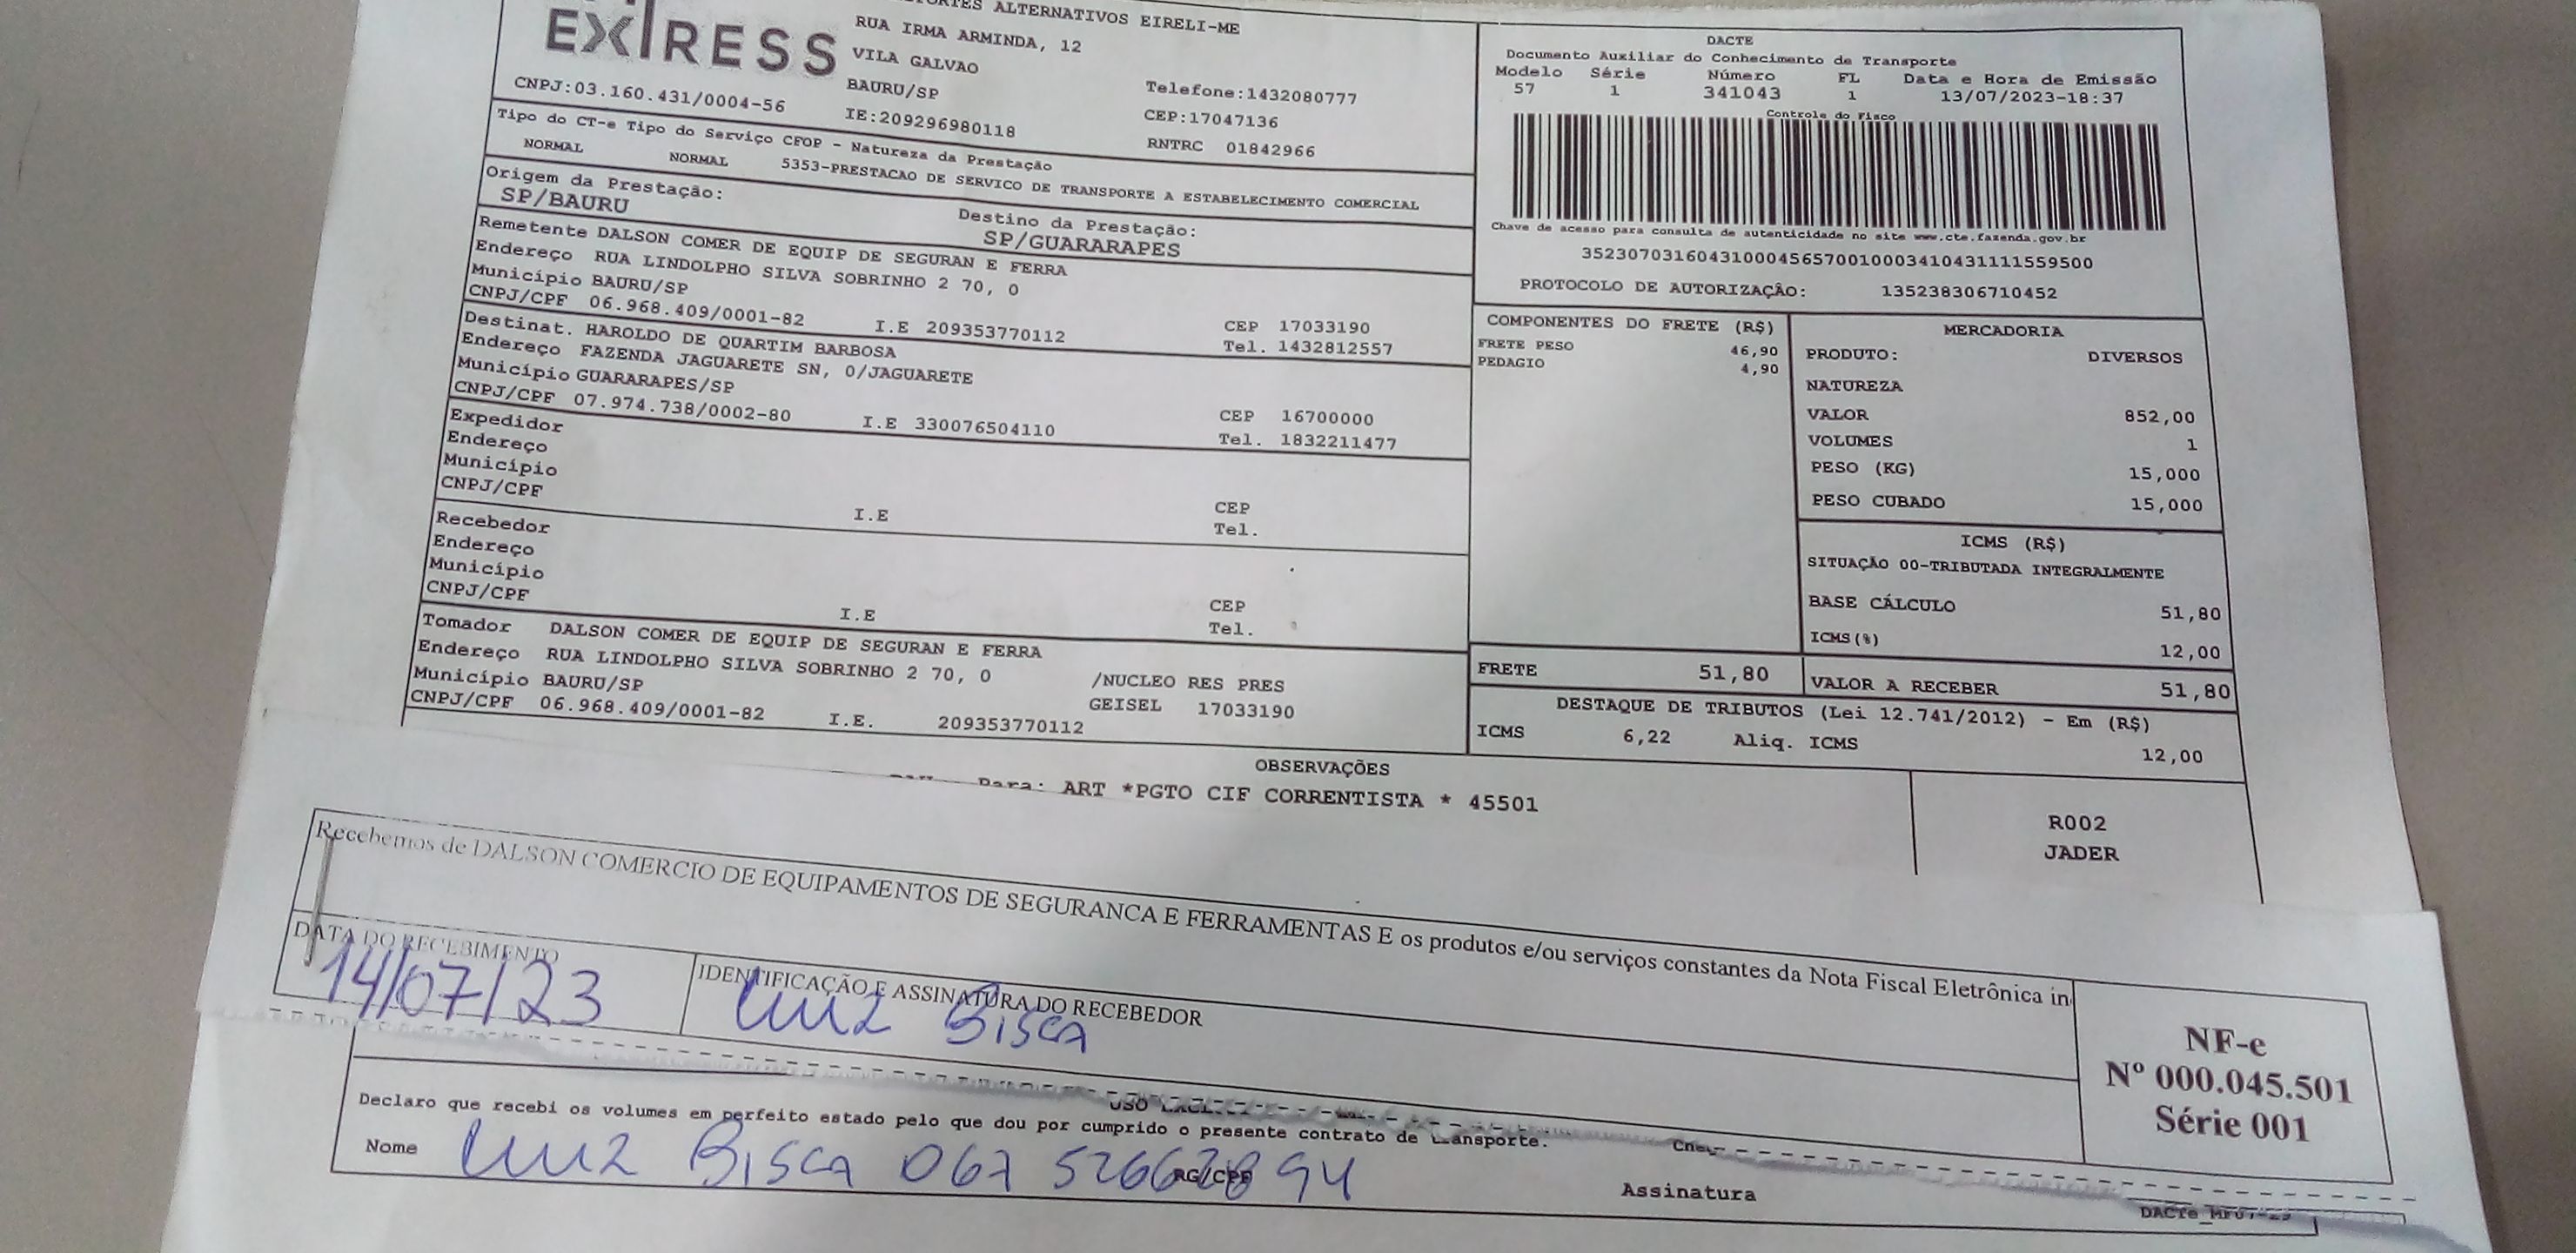 EX RESS
ALTERNATIVOS EIRELI-ME
RUA IRMA ARMINDA, 12
VILA GALVAO
BAURU/SP
Telefone:1432080777
CNPJ:03.160.431/0004-56
IE:209296980118
CEP:17047136
RNTRC 01842966
Tipo do CT-e Tipo do Serviço CFOP - Natureza da Prestação
NORMAL NORMAL 5353-PRESTACAO DE SERVICO DE TRANSPORTE A ESTABELECIMENTO COMERCIAL
Origem da Prestação: Destino da Prestação:
SP/BAURU SP/GUARARAPES
Remetente DALSON COMER DE EQUIP DE SEGURAN E FERRA
Endereço RUA LINDOLPHO SILVA SOBRINHO 2 70, 0
Município BAURU/SP CEP 17033190
CNPJ/CPF 06.968.409/0001-82 I.E 209353770112 Tel. 1432812557
Destinat. HAROLDO DE QUARTIM BARBOSA
Endereço FAZENDA JAGUARETE SN, 0/JAGUARETE
Município GUARARAPES/SP CEP 16700000
CNPJ/CPF 07.974.738/0002-80 I.E 330076504110 Tel. 1832211477
Expedidor
Endereço
Município CEP
CNPJ/CPF I.E Tel.
Recebedor
Endereço
Município CEP
CNPJ/CPF I.E Tel.
Tomador DALSON COMER DE EQUIP DE SEGURAN E FERRA
Endereço RUA LINDOLPHO SILVA SOBRINHO 2 70, 0 /NUCLEO RES PRES
Município BAURU/SP GEISEL 17033190
CNPJ/CPF 06.968.409/0001-82 I.E. 209353770112
DACTE
Documento Auxiliar do Conhecimento de Transporte
Modelo Série Número FL Data e Hora de Emissão
57 1 341043 1 13/07/2023-18:37
Controle do Fisco
Chave de acesso para consulta de autenticidade no site www.cte.fazenda.gov.br
35230703160431000456570010003410431111559500
PROTOCOLO DE AUTORIZAÇÃO: 135238306710452
COMPONENTES DO FRETE (R$)
FRETE PESO 46,90
PEDAGIO 4,90
MERCADORIA
PRODUTO: DIVERSOS
NATUREZA
VALOR 852,00
VOLUMES 1
PESO (KG) 15,000
PESO CUBADO 15,000
ICMS (R$)
SITUAÇÃO 00-TRIBUTADA INTEGRALMENTE
BASE CÁLCULO 51,80
ICMS(%) 12,00
FRETE 51,80 VALOR A RECEBER 51,80
DESTAQUE DE TRIBUTOS (Lei 12.741/2012) - Em (R$)
ICMS 6,22 Aliq. ICMS 12,00
OBSERVAÇÕES
Para: ART *PGTO CIF CORRENTISTA * 45501
R002
JADER
Recebemos de DALSON COMERCIO DE EQUIPAMENTOS DE SEGURANCA E FERRAMENTAS E os produtos e/ou serviços constantes da Nota Fiscal Eletrônica in
DATA DO RECEBIMENTO IDENTIFICAÇÃO E ASSINATURA DO RECEBEDOR
14/07/23 Luiz Bisca
NF-e
Nº 000.045.501
Série 001
Declaro que recebi os volumes em perfeito estado pelo que dou por cumprido o presente contrato de transporte.
Nome Luiz Bisca 067 RG/CPF 94 Assinatura